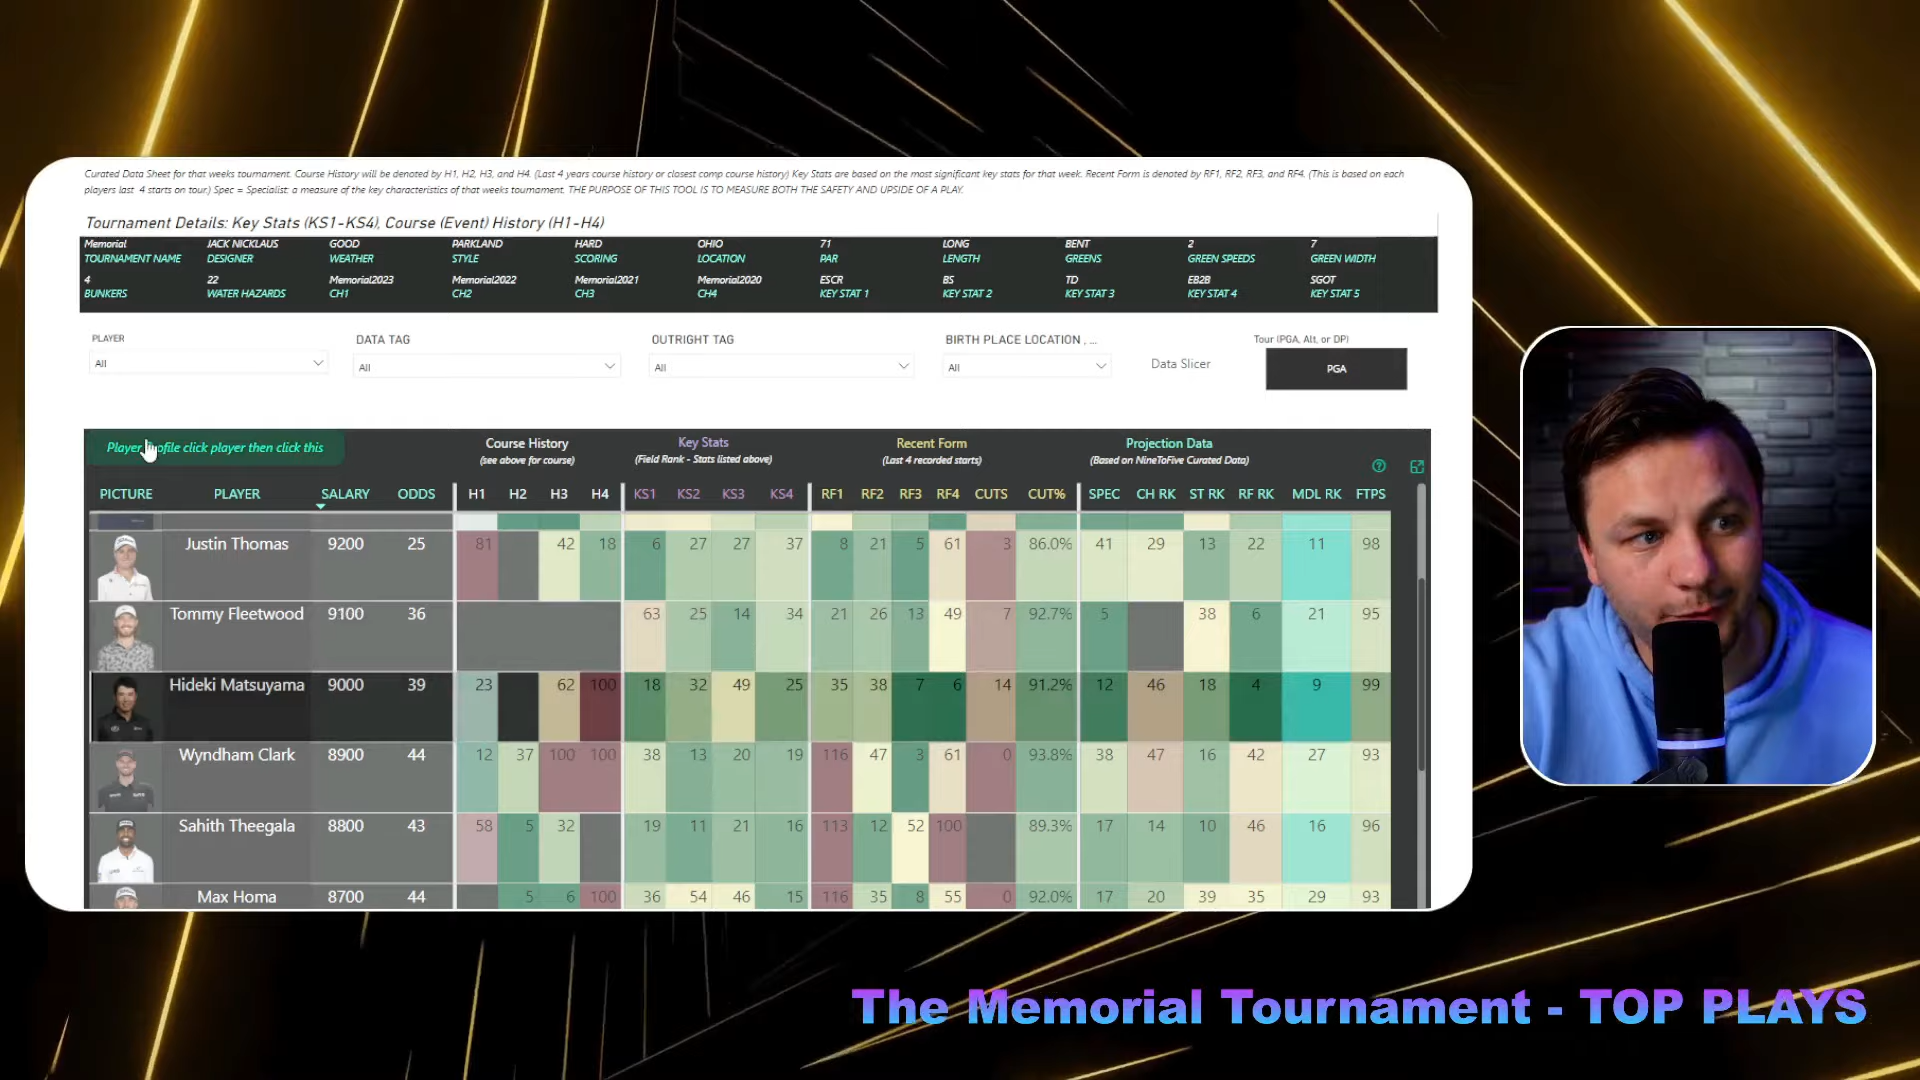 Curated Data Sheet for that weeks tournament. Course History will be denoted by H1, H2, H3, and H4. (Last 4 years course history or closest comp course history) Key Stats are based on the most significant key stats for that week. Recent Form is denoted by RF1, RF2, RF3, and RF4. (This is based on each
players last 4 starts on tour.) Spec = Specialist: a measure of the key characteristics of that weeks tournament. THE PURPOSE OF THIS TOOL IS TO MEASURE BOTH THE SAFETY AND UPSIDE OF A PLAY.
Tournament Details: Key Stats (KS1-KS4), Course (Event) History (H1-H4)
Memorial JACK NICKLAUS GOOD PARKLAND HARD OHIO 71 LONG BENT 2 7
TOURNAMENT NAME DESIGNER WEATHER STYLE SCORING LOCATION PAR LENGTH GREENS GREEN SPEEDS GREEN WIDTH
4 22 Memorial2023 Memorial2022 Memorial2021 Memorial2020 ESCR BS TD EB2B SGOT
BUNKERS WATER HAZARDS CH1 CH2 CH3 CH4 KEY STAT 1 KEY STAT 2 KEY STAT 3 KEY STAT 4 KEY STAT 5
PLAYER DATA TAG OUTRIGHT TAG BIRTH PLACE LOCATION , ... Tour (PGA, Alt, or DP)
All All All All Data Slicer PGA
Player file click player then click this Course History Key Stats Recent Form Projection Data
(see above for course) (Field Rank - Stats listed above) (Last 4 recorded starts) (Based on NineToFive Curated Data)
PICTURE PLAYER SALARY ODDS H1 H2 H3 H4 KS1 KS2 KS3 KS4 RF1 RF2 RF3 RF4 CUTS CUT% SPEC CH RK ST RK RF RK MDL RK FTPS
Justin Thomas 9200 25 81 42 18 6 27 27 37 8 21 5 61 3 86.0% 41 29 13 22 11 98
Tommy Fleetwood 9100 36 63 25 14 34 21 26 13 49 7 92.7% 5 38 6 21 95
Hideki Matsuyama 9000 39 23 62 100 18 32 49 25 35 38 7 6 14 91.2% 12 46 18 4 9 99
Wyndham Clark 8900 44 12 37 100 100 38 13 20 19 116 47 3 61 0 93.8% 38 47 16 42 27 93
Sahith Theegala 8800 43 58 5 32 19 11 21 16 113 12 52 100 89.3% 17 14 10 46 16 96
Max Homa 8700 44 5 6 100 36 54 46 15 116 35 8 55 0 92.0% 17 20 39 35 29 93
The Memorial Tournament - TOP PLAYS